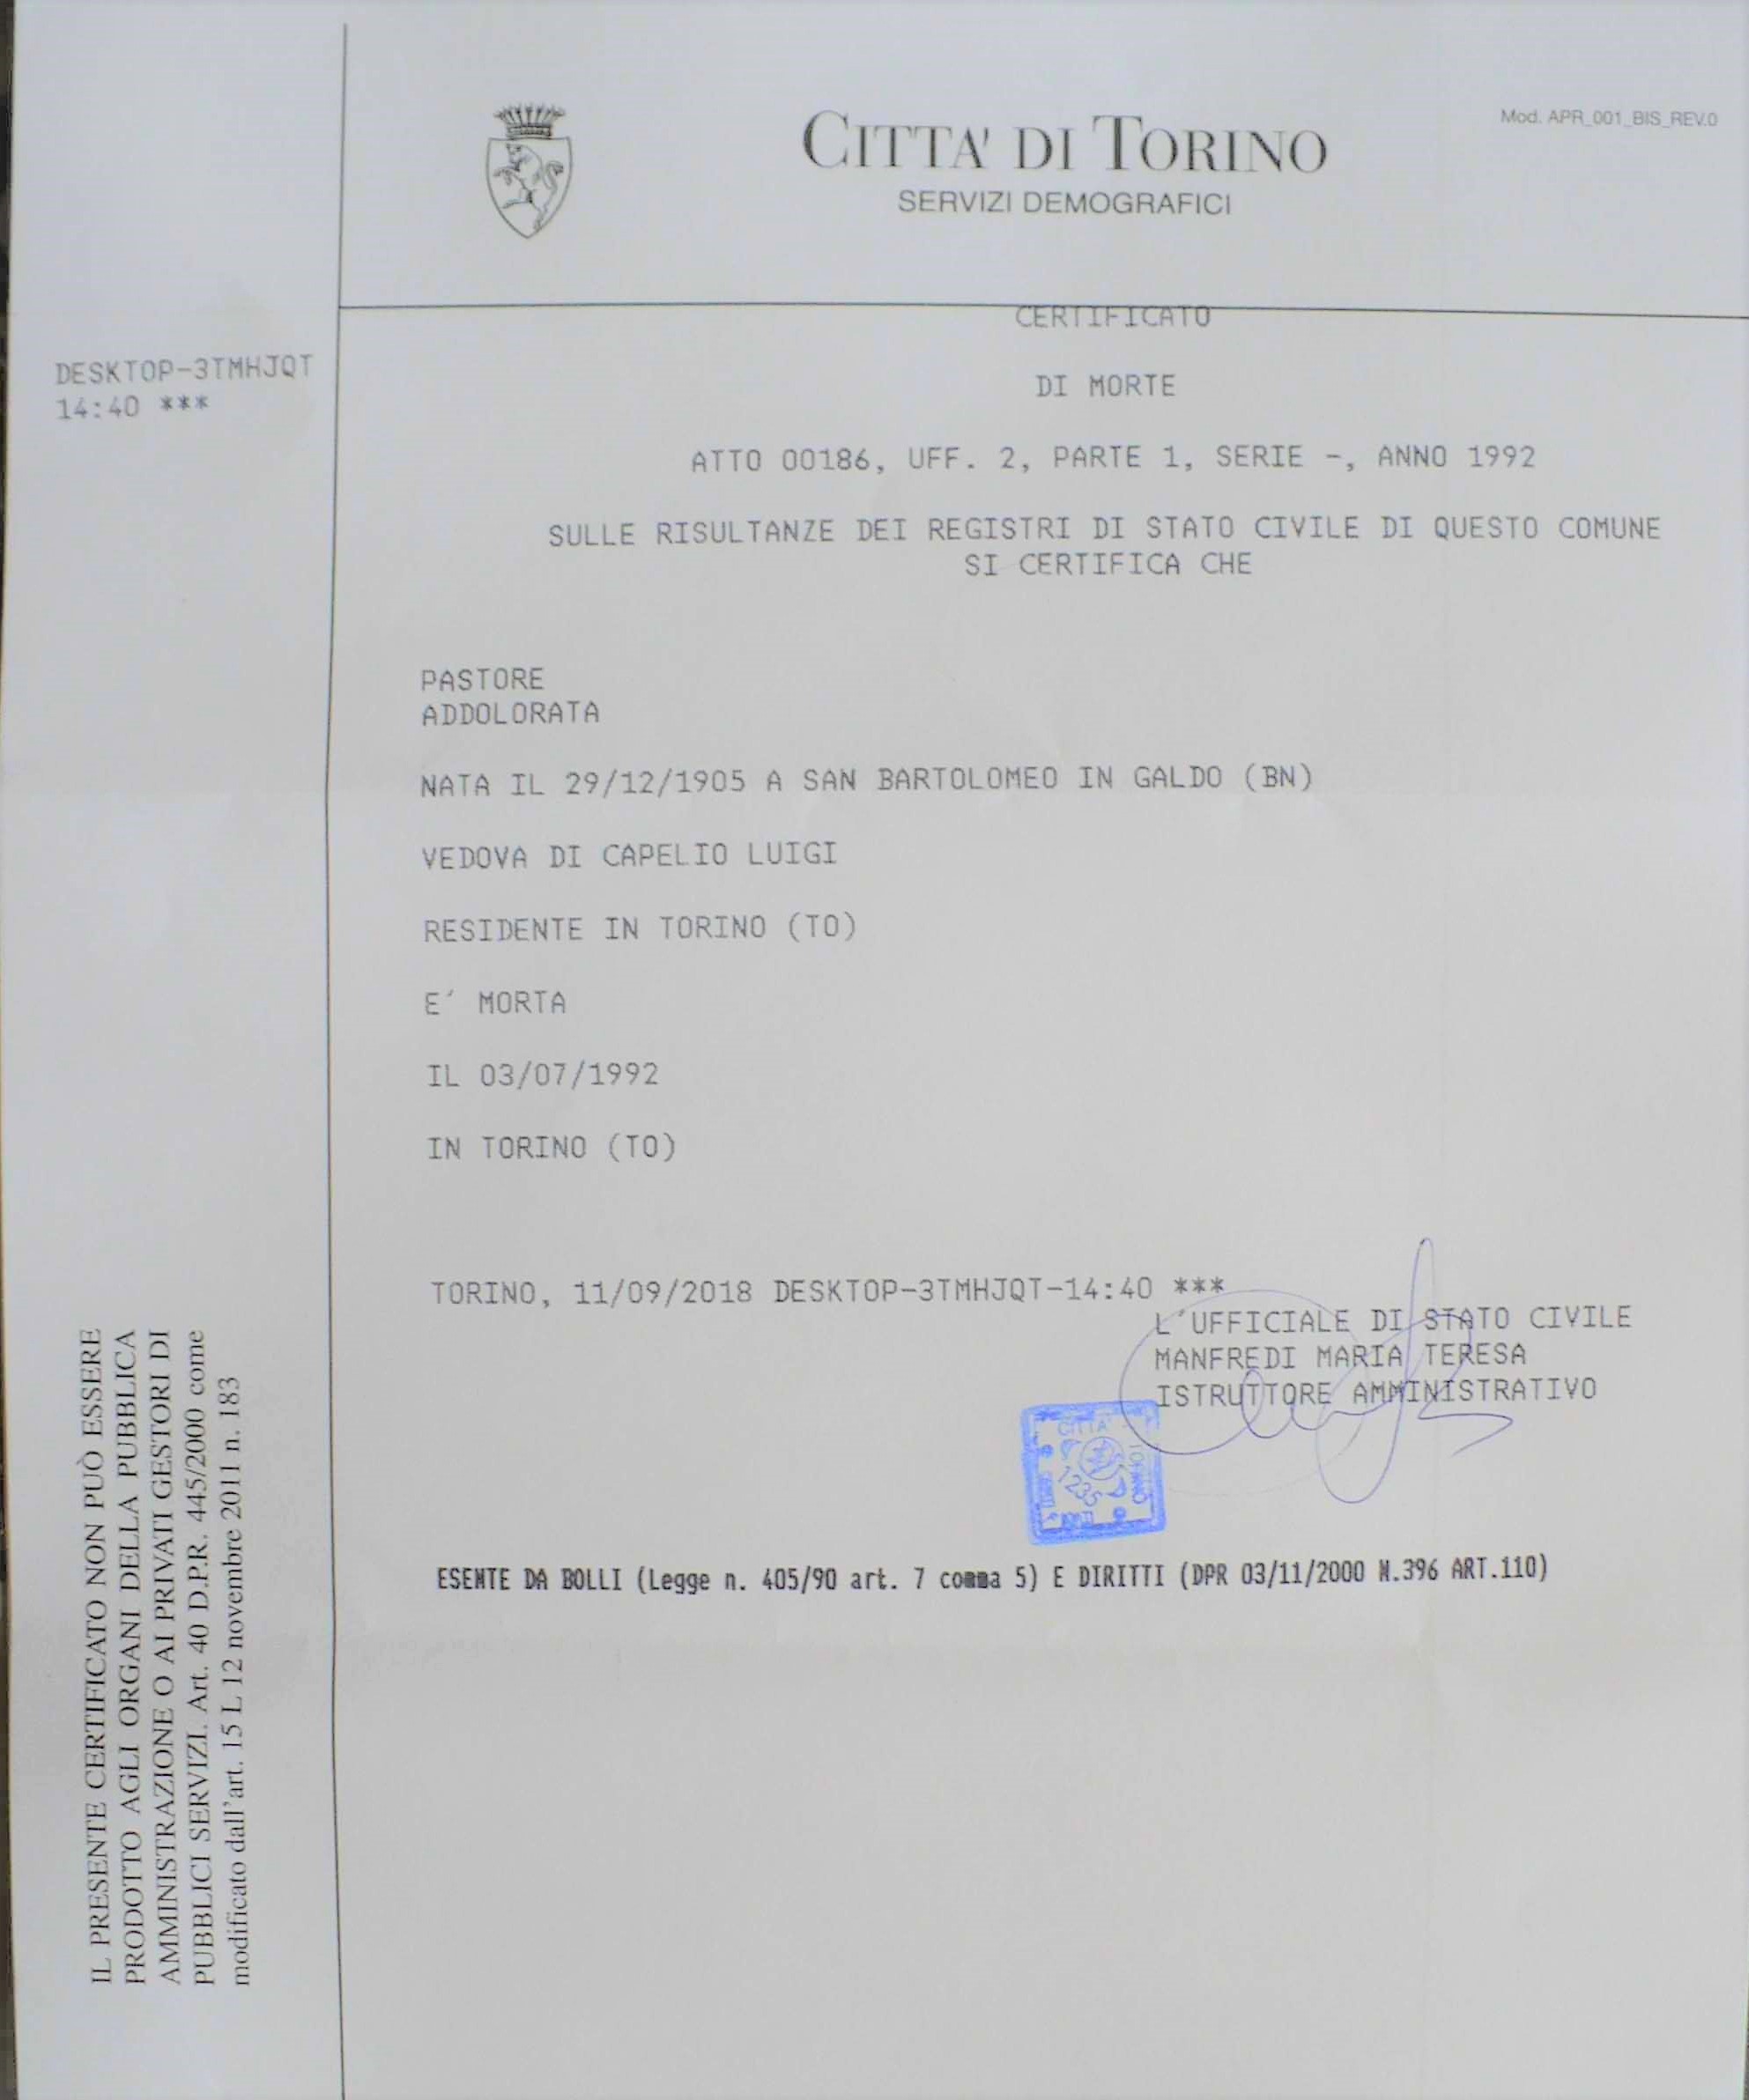 CITTA' DI TORINO
SERVIZI DEMOGRAFICI
Mod. APR_001_BIS_REV.0
DESKTOP-3TMHJQT
14:40 ***
CERTIFICATO
DI MORTE
ATTO 00186, UFF. 2, PARTE 1, SERIE -, ANNO 1992
SULLE RISULTANZE DEI REGISTRI DI STATO CIVILE DI QUESTO COMUNE
SI CERTIFICA CHE
PASTORE
ADDOLORATA
NATA IL 29/12/1905 A SAN BARTOLOMEO IN GALDO (BN)
VEDOVA DI CAPELIO LUIGI
RESIDENTE IN TORINO (TO)
E´ MORTA
IL 03/07/1992
IN TORINO (TO)
TORINO, 11/09/2018 DESKTOP-3TMHJQT-14:40 ***
L´UFFICIALE DI STATO CIVILE
MANFREDI MARIA TERESA
ISTRUTTORE AMMINISTRATIVO
CITTA
1235
ESENTE DA BOLLI (Legge n. 405/90 art. 7 comma 5) E DIRITTI (DPR 03/11/2000 N.396 ART.110)
IL PRESENTE CERTIFICATO NON PUÒ ESSERE
PRODOTTO AGLI ORGANI DELLA PUBBLICA
AMMINISTRAZIONE O AI PRIVATI GESTORI DI
PUBBLICI SERVIZI. Art. 40 D.P.R. 445/2000 come
modificato dall'art. 15 L 12 novembre 2011 n. 183